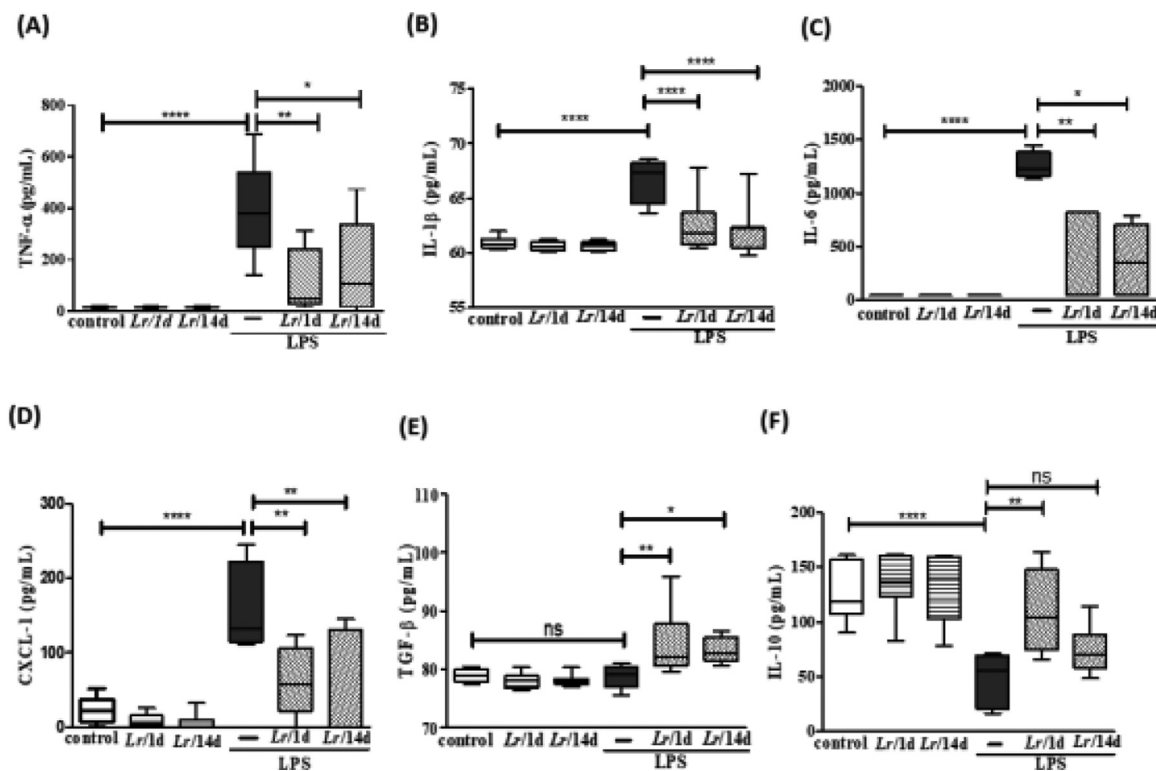 (A)
****
*
**
TNF-α (pg/mL)
800
600
400
200
0
control Lr/1d Lr/14d – Lr/1d Lr/14d
LPS
(B)
****
****
****
IL-1β (pg/mL)
75
70
65
60
55
control Lr/1d Lr/14d – Lr/1d Lr/14d
LPS
(C)
****
*
**
IL-6 (pg/mL)
2000
1500
1000
500
0
control Lr/1d Lr/14d – Lr/1d Lr/14d
LPS
(D)
****
**
**
CXCL-1 (pg/mL)
300
200
100
0
control Lr/1d Lr/14d – Lr/1d Lr/14d
LPS
(E)
*
**
ns
TGF-β (pg/mL)
110
100
90
80
70
control Lr/1d Lr/14d – Lr/1d Lr/14d
LPS
(F)
ns
****
**
IL-10 (pg/mL)
200
150
100
50
0
control Lr/1d Lr/14d – Lr/1d Lr/14d
LPS